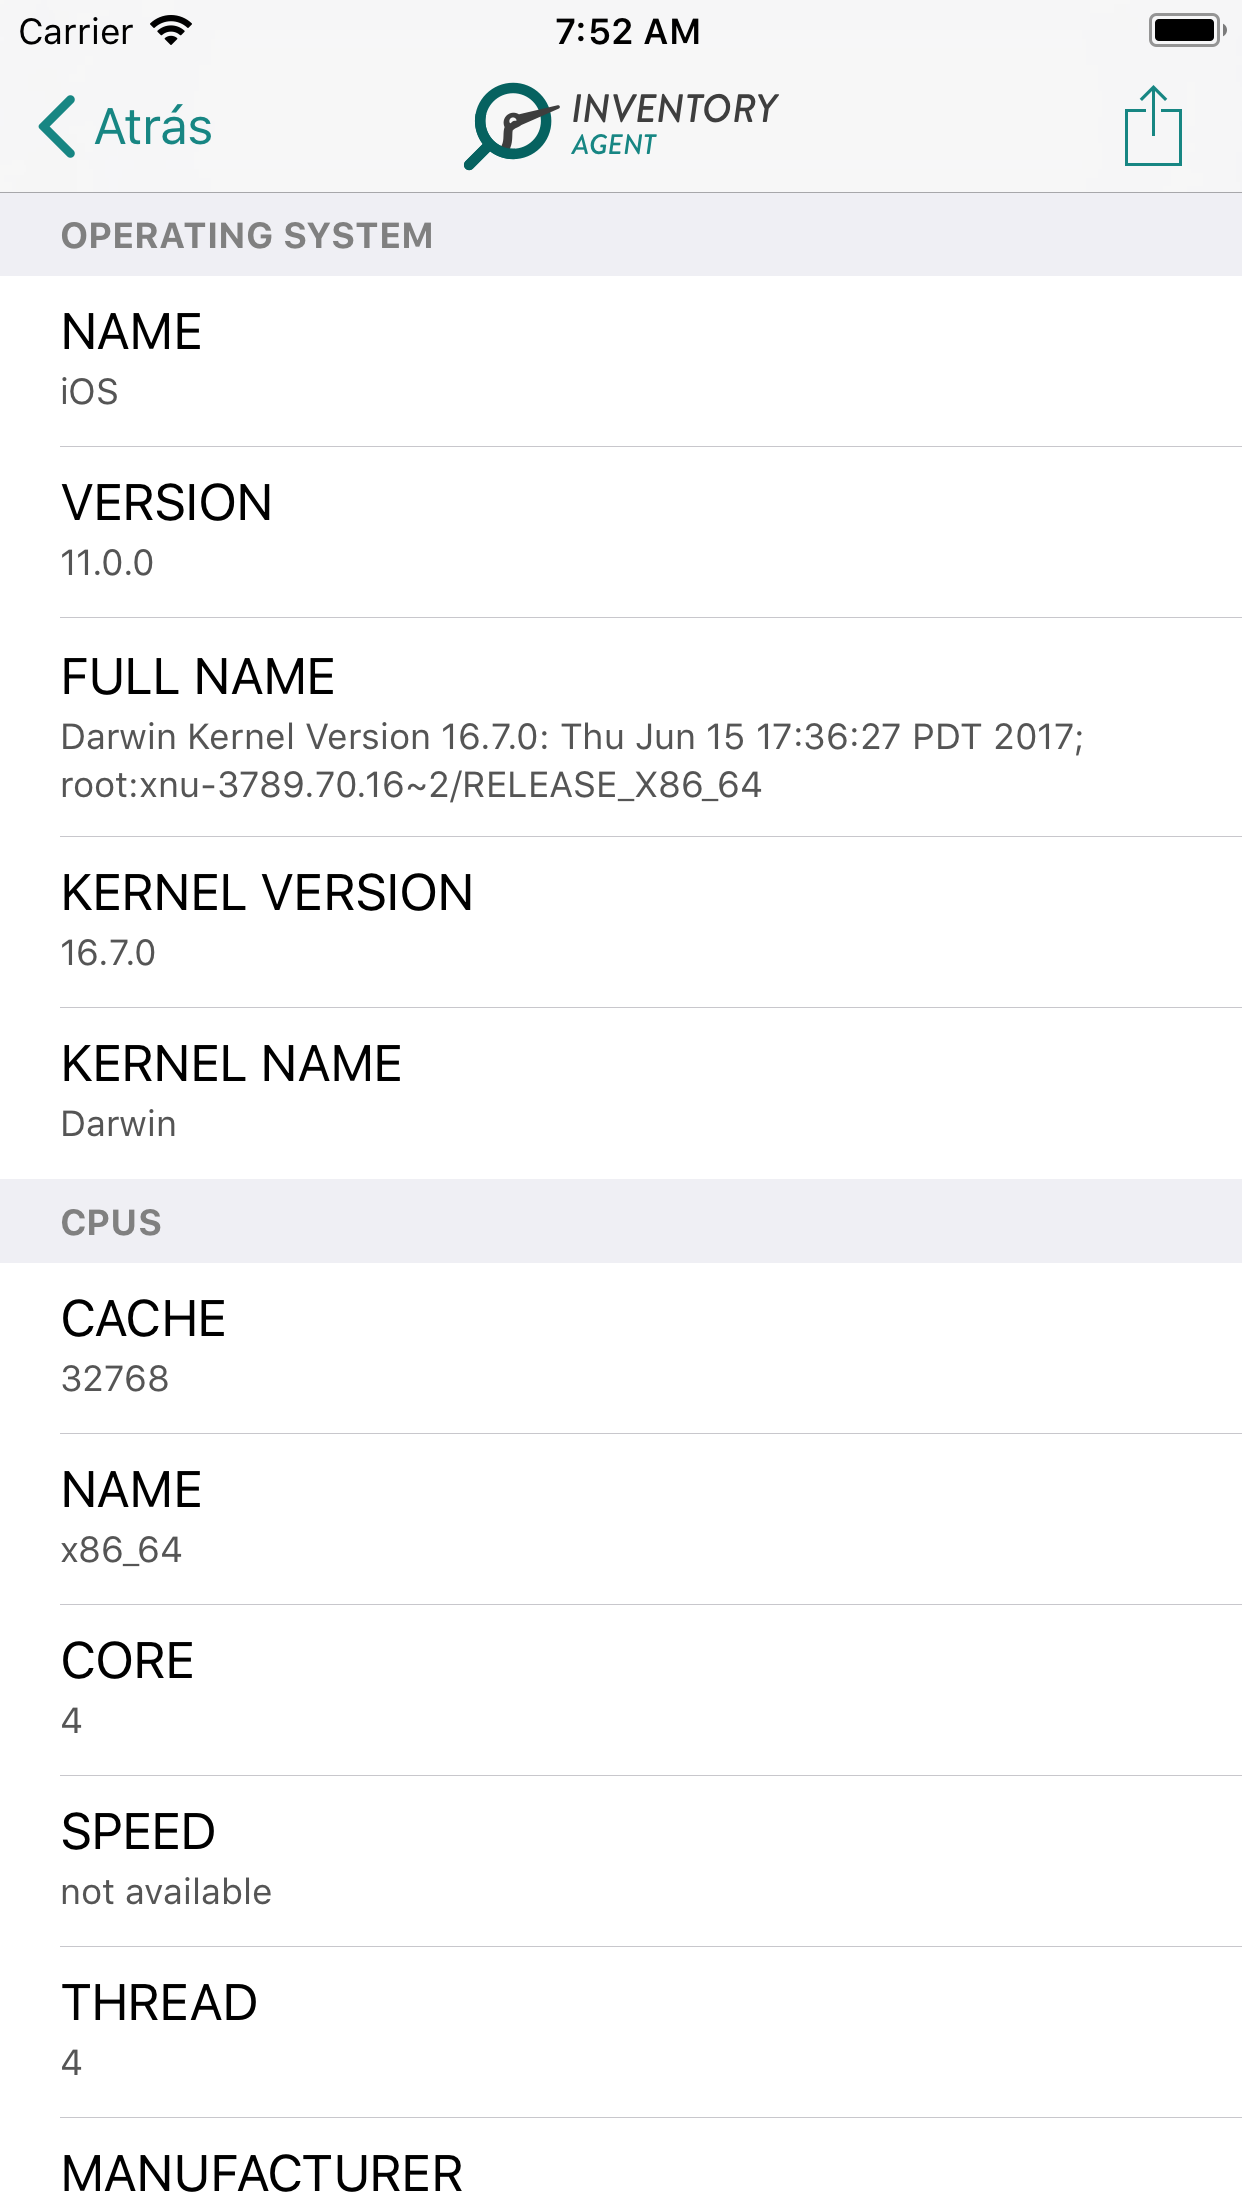 Carrier 7:52 AM
Atrás
INVENTORY
AGENT
OPERATING SYSTEM
NAME
iOS
VERSION
11.0.0
FULL NAME
Darwin Kernel Version 16.7.0: Thu Jun 15 17:36:27 PDT 2017;
root:xnu-3789.70.16~2/RELEASE_X86_64
KERNEL VERSION
16.7.0
KERNEL NAME
Darwin
CPUS
CACHE
32768
NAME
x86_64
CORE
4
SPEED
not available
THREAD
4
MANUFACTURER